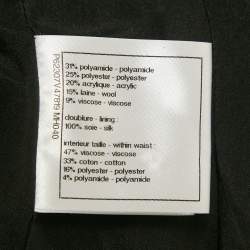 31% polyamide - polyamide
25% polyester - polyester
20% acrylique - acrylic
15% laine - wool
9% viscose - viscose
doublure - lining :
100% soie - silk
interieur taille - within waist :
47% viscose - viscose
33% coton - cotton
16% polyester - polyester
4% polyamide - polyamide